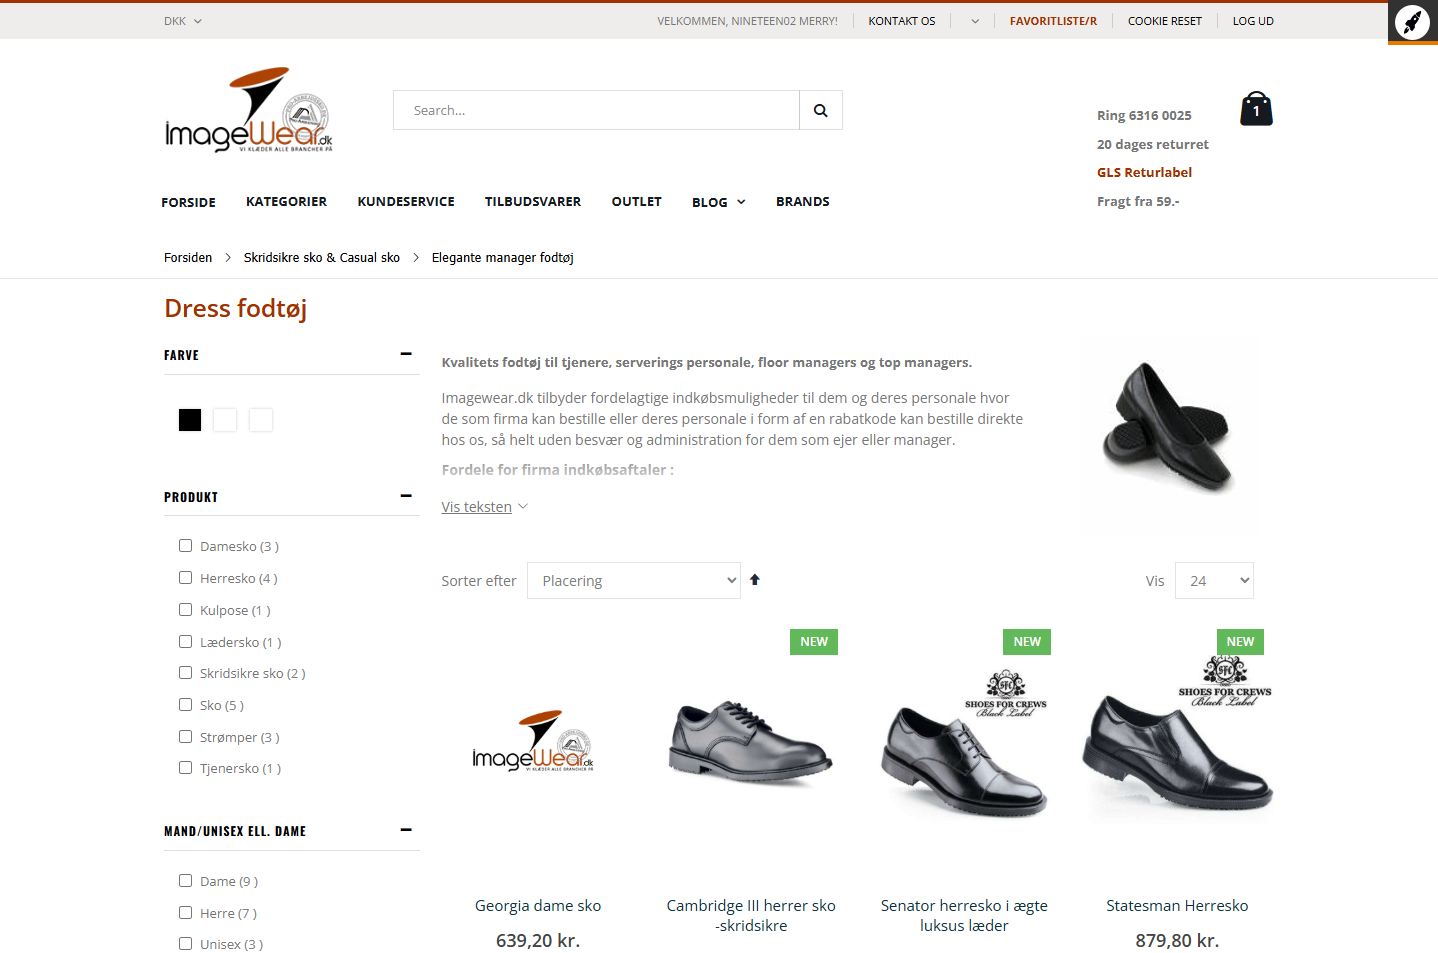 DKK
VELKOMMEN, NINETEEN02 MERRY!
KONTAKT OS
FAVORITLISTE/R
COOKIE RESET
LOG UD
ImageWear.dk
VI KLÆDER ALLE BRANCHER PÅ
Search...
Ring 6316 0025
20 dages returret
GLS Returlabel
Fragt fra 59.-
1
FORSIDE
KATEGORIER
KUNDESERVICE
TILBUDSVARER
OUTLET
BLOG
BRANDS
Forsiden
Skridsikre sko & Casual sko
Elegante manager fodtøj
Dress fodtøj
FARVE
PRODUKT
Damesko (3 )
Herresko (4 )
Kulpose (1 )
Lædersko (1 )
Skridsikre sko (2 )
Sko (5 )
Strømper (3 )
Tjenersko (1 )
MAND/UNISEX ELL. DAME
Dame (9 )
Herre (7 )
Unisex (3 )
Kvalitets fodtøj til tjenere, serverings personale, floor managers og top managers.
Imagewear.dk tilbyder fordelagtige indkøbsmuligheder til dem og deres personale hvor
de som firma kan bestille eller deres personale i form af en rabatkode kan bestille direkte
hos os, så helt uden besvær og administration for dem som ejer eller manager.
Fordele for firma indkøbsaftaler :
Vis teksten
Sorter efter
Placering
Vis
24
ImageWear.dk
VI KLÆDER ALLE BRANCHER PÅ
Georgia dame sko
639,20 kr.
NEW
Cambridge III herrer sko
-skridsikre
NEW
SFC
SHOES FOR CREWS
Black Label
Senator herresko i ægte
luksus læder
NEW
SFC
SHOES FOR CREWS
Black Label
Statesman Herresko
879,80 kr.